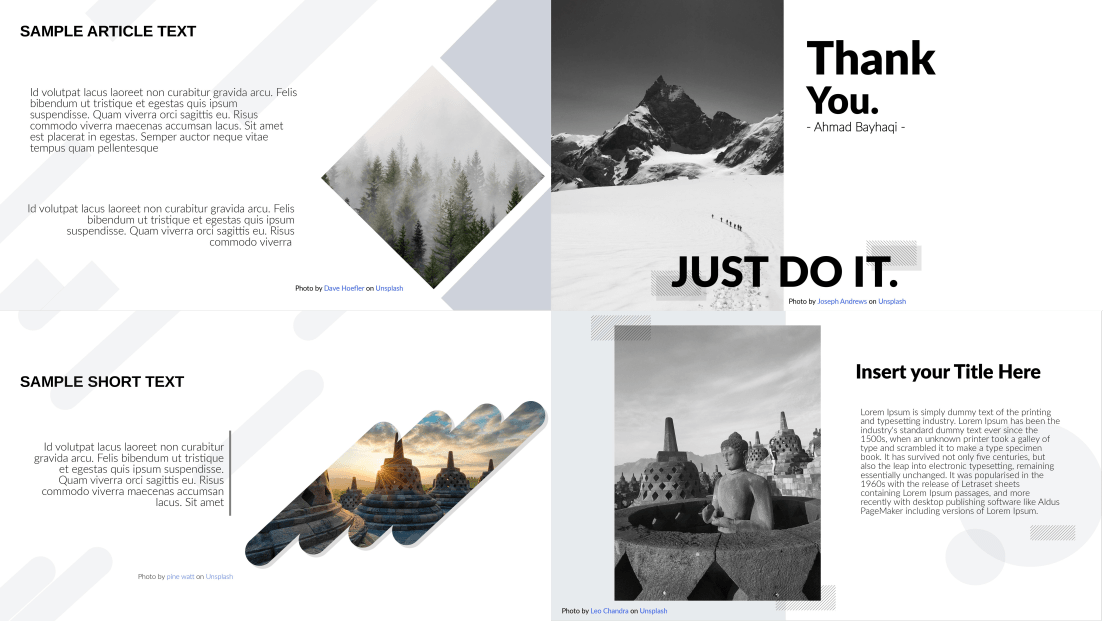 SAMPLE ARTICLE TEXT
Id volutpat lacus laoreet non curabitur gravida arcu. Felis
bibendum ut tristique et egestas quis ipsum
suspendisse. Quam viverra orci sagittis eu. Risus
commodo viverra maecenas accumsan lacus. Sit amet
est placerat in egestas. Semper auctor neque vitae
tempus quam pellentesque
Id volutpat lacus laoreet non curabitur gravida arcu. Felis
bibendum ut tristique et egestas quis ipsum
suspendisse. Quam viverra orci sagittis eu. Risus
commodo viverra
Photo by Dave Hoefler on Unsplash
Thank
You.
- Ahmad Bayhaqi -
JUST DO IT.
Photo by Joseph Andrews on Unsplash
SAMPLE SHORT TEXT
Id volutpat lacus laoreet non curabitur
gravida arcu. Felis bibendum ut tristique
et egestas quis ipsum suspendisse.
Quam viverra orci sagittis eu. Risus
commodo viverra maecenas accumsan
lacus. Sit amet
Photo by pine watt on Unsplash
Insert your Title Here
Lorem Ipsum is simply dummy text of the printing
and typesetting industry. Lorem Ipsum has been the
industry's standard dummy text ever since the
1500s, when an unknown printer took a galley of
type and scrambled it to make a type specimen
book. It has survived not only five centuries, but
also the leap into electronic typesetting, remaining
essentially unchanged. It was popularised in the
1960s with the release of Letraset sheets
containing Lorem Ipsum passages, and more
recently with desktop publishing software like Aldus
PageMaker including versions of Lorem Ipsum.
Photo by Leo Chandra on Unsplash